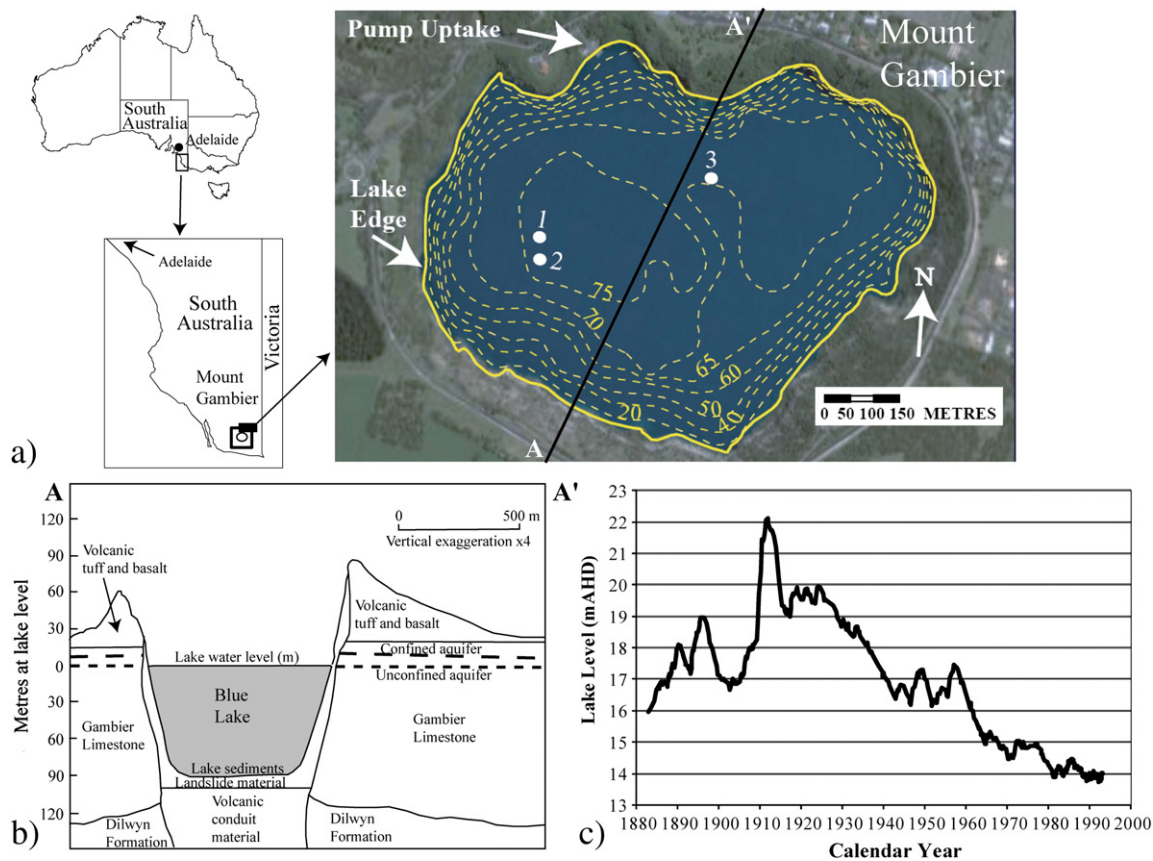 South
Australia
Adelaide
Adelaide
South
Australia
Victoria
Mount
Gambier
a)
Pump Uptake
A'
Mount
Gambier
Lake
Edge
1
2
3
75
70
65
60
50
40
20
N
0 50 100 150 METRES
A
A
A'
Metres at lake level
120
90
60
30
0
30
60
90
120
0 500 m
Vertical exaggeration x4
Volcanic
tuff and basalt
Volcanic
tuff and basalt
Lake water level (m)
Confined aquifer
Unconfined aquifer
Blue
Lake
Gambier
Limestone
Gambier
Limestone
Lake sediments
Landslide material
Volcanic
conduit
material
Dilwyn
Formation
Dilwyn
Formation
b)
Lake Level (mAHD)
23
22
21
20
19
18
17
16
15
14
13
1880 1890 1900 1910 1920 1930 1940 1950 1960 1970 1980 1990 2000
Calendar Year
c)